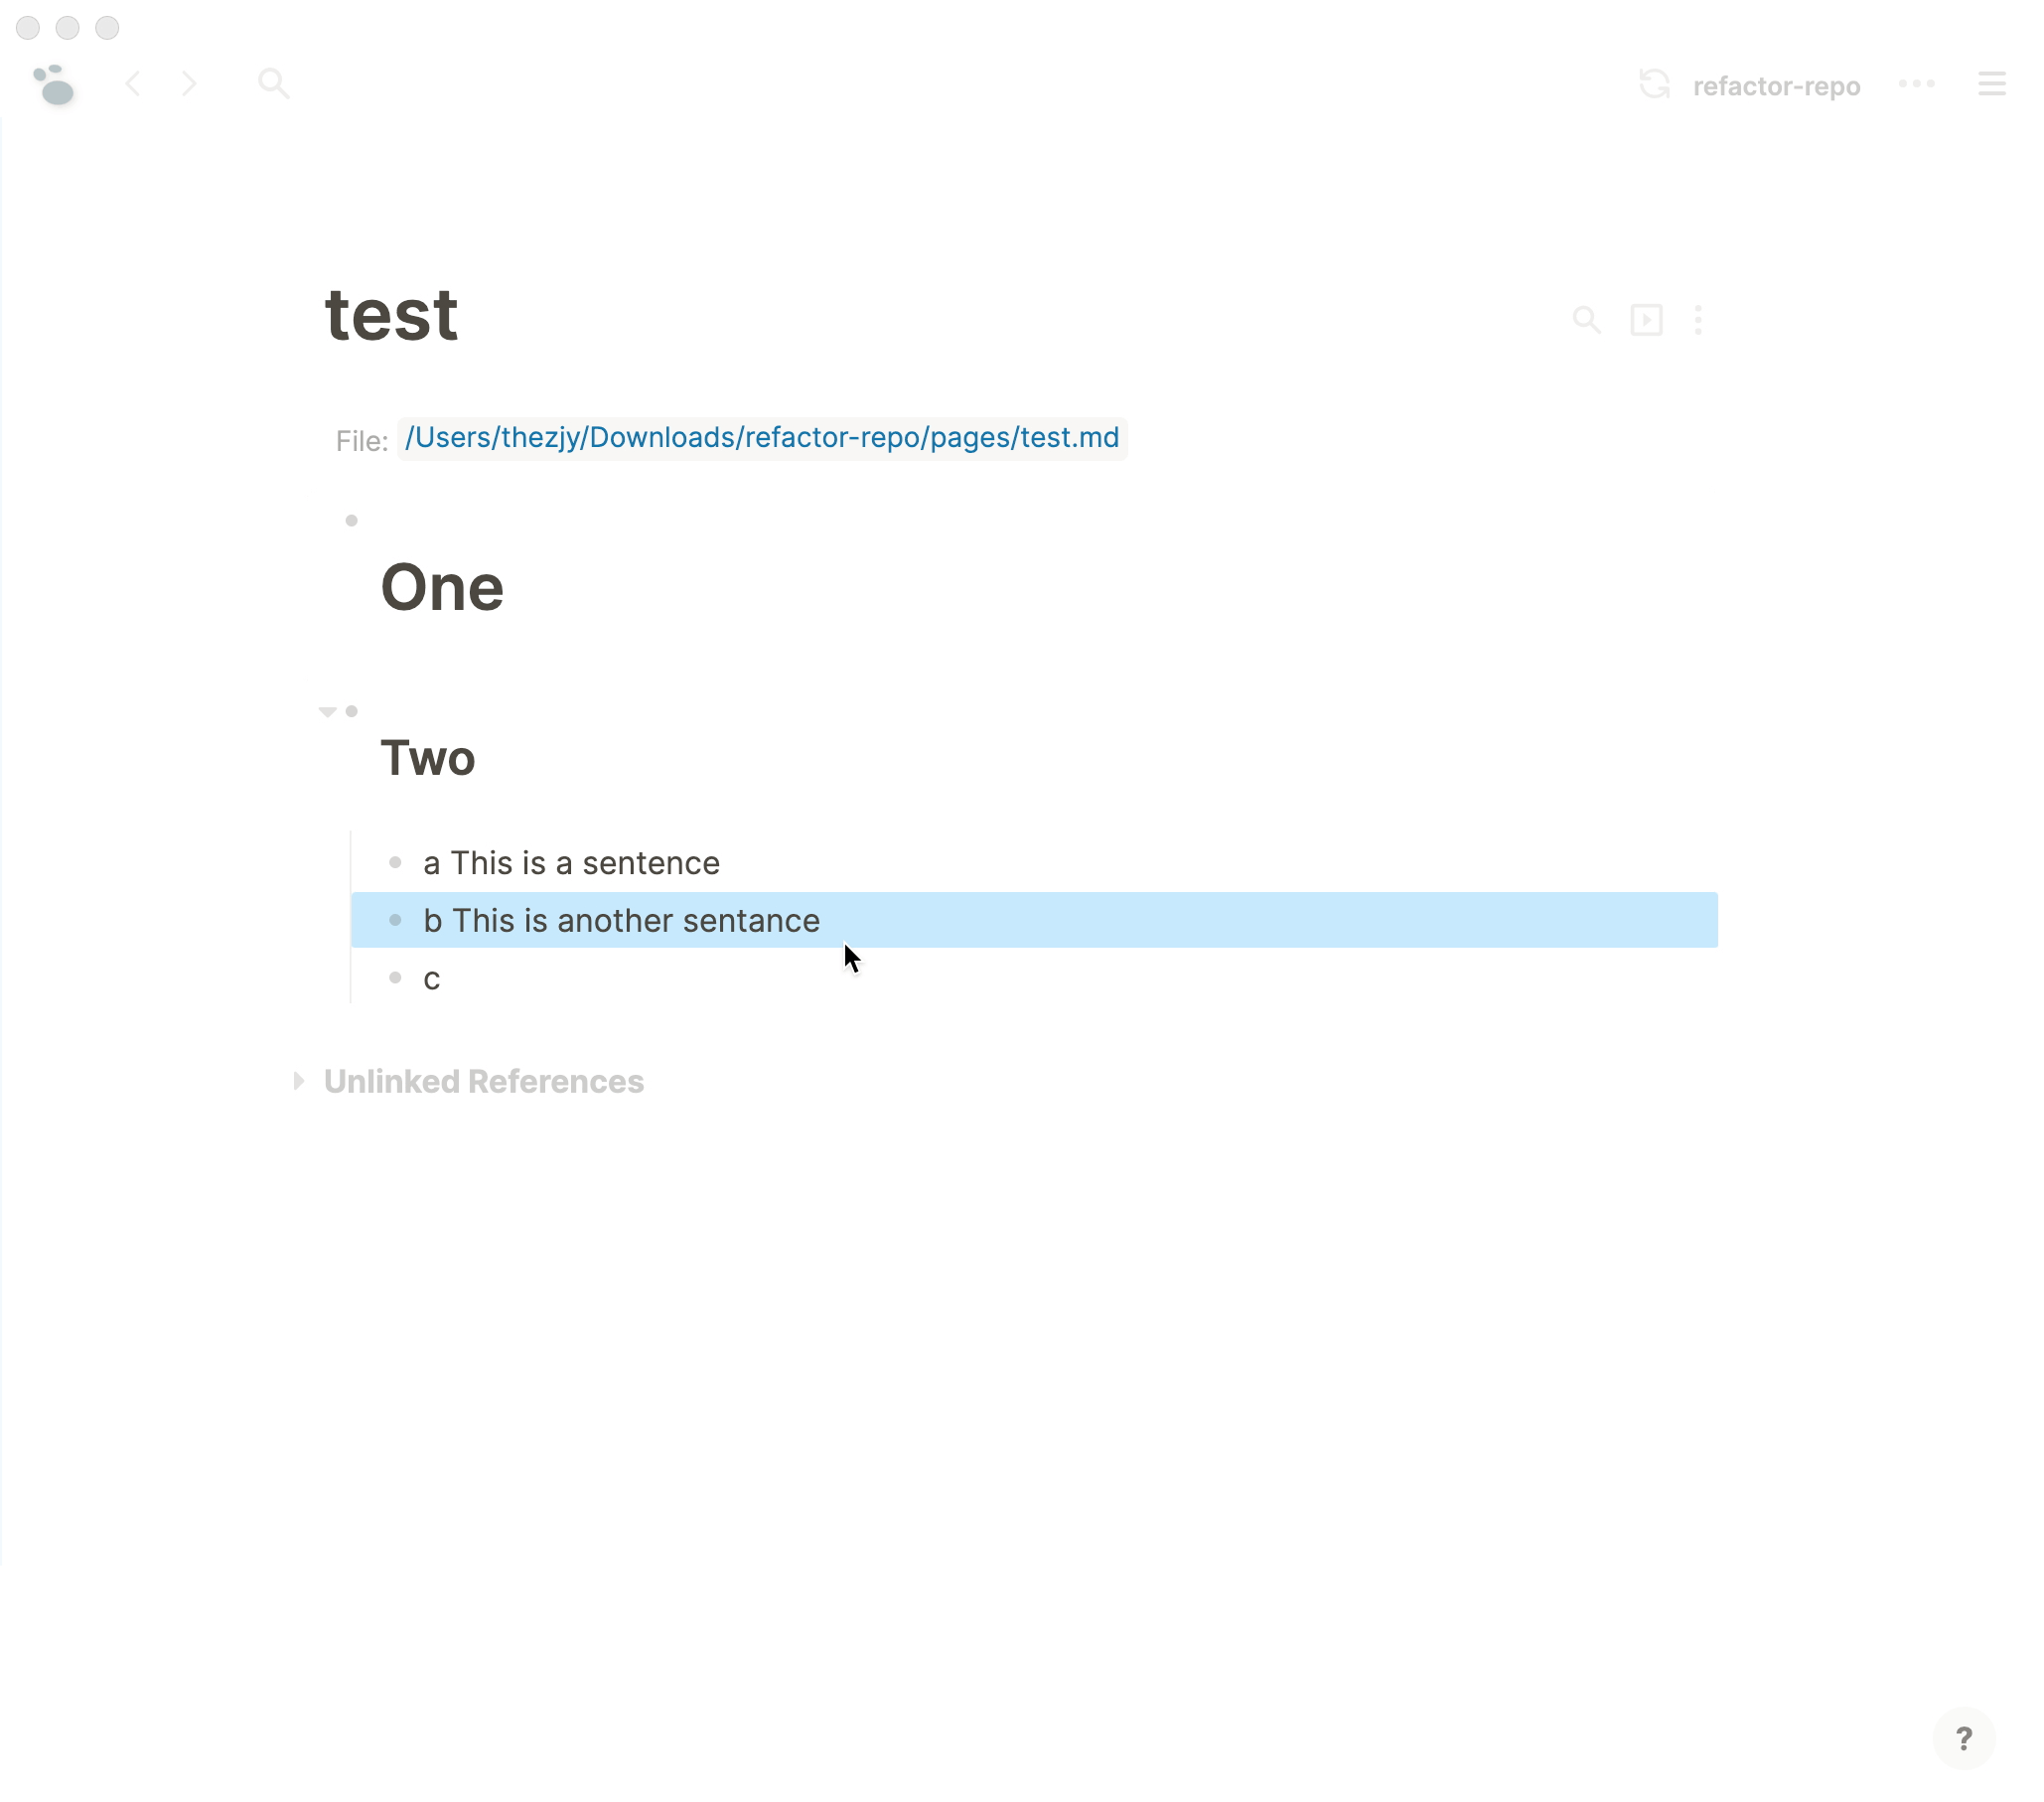 refactor-repo
test
File: /Users/thezjy/Downloads/refactor-repo/pages/test.md
One
Two
a This is a sentence
b This is another sentance
c
Unlinked References
?